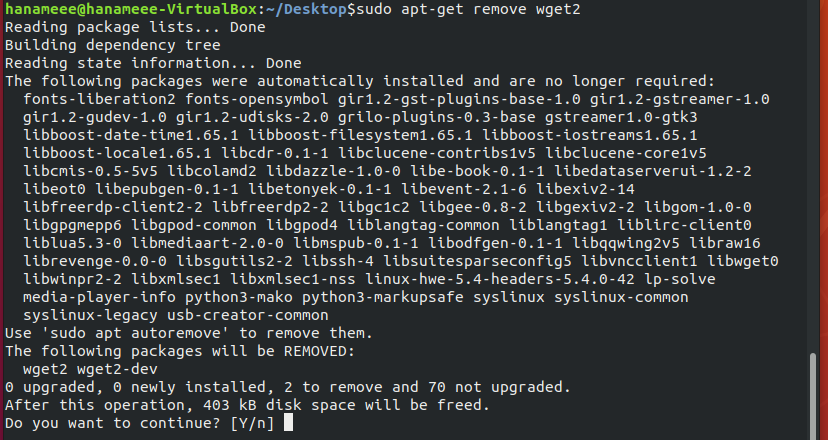 hanameee@hanameee-VirtualBox:~/Desktop$sudo apt-get remove wget2
Reading package lists... Done
Building dependency tree
Reading state information... Done
The following packages were automatically installed and are no longer required:
  fonts-liberation2 fonts-opensymbol gir1.2-gst-plugins-base-1.0 gir1.2-gstreamer-1.0
  gir1.2-gudev-1.0 gir1.2-udisks-2.0 grilo-plugins-0.3-base gstreamer1.0-gtk3
  libboost-date-time1.65.1 libboost-filesystem1.65.1 libboost-iostreams1.65.1
  libboost-locale1.65.1 libcdr-0.1-1 libclucene-contribs1v5 libclucene-core1v5
  libcmis-0.5-5v5 libcolamd2 libdazzle-1.0-0 libe-book-0.1-1 libedataserverui-1.2-2
  libeot0 libepubgen-0.1-1 libetonyek-0.1-1 libevent-2.1-6 libexiv2-14
  libfreerdp-client2-2 libfreerdp2-2 libgc1c2 libgee-0.8-2 libgexiv2-2 libgom-1.0-0
  libgpgmepp6 libgpod-common libgpod4 liblangtag-common liblangtag1 liblirc-client0
  liblua5.3-0 libmediaart-2.0-0 libmspub-0.1-1 libodfgen-0.1-1 libqqwing2v5 libraw16
  librevenge-0.0-0 libsgutils2-2 libssh-4 libsuitesparseconfig5 libvncclient1 libwget0
  libwinpr2-2 libxmlsec1 libxmlsec1-nss linux-hwe-5.4-headers-5.4.0-42 lp-solve
  media-player-info python3-mako python3-markupsafe syslinux syslinux-common
  syslinux-legacy usb-creator-common
Use 'sudo apt autoremove' to remove them.
The following packages will be REMOVED:
  wget2 wget2-dev
0 upgraded, 0 newly installed, 2 to remove and 70 not upgraded.
After this operation, 403 kB disk space will be freed.
Do you want to continue? [Y/n]